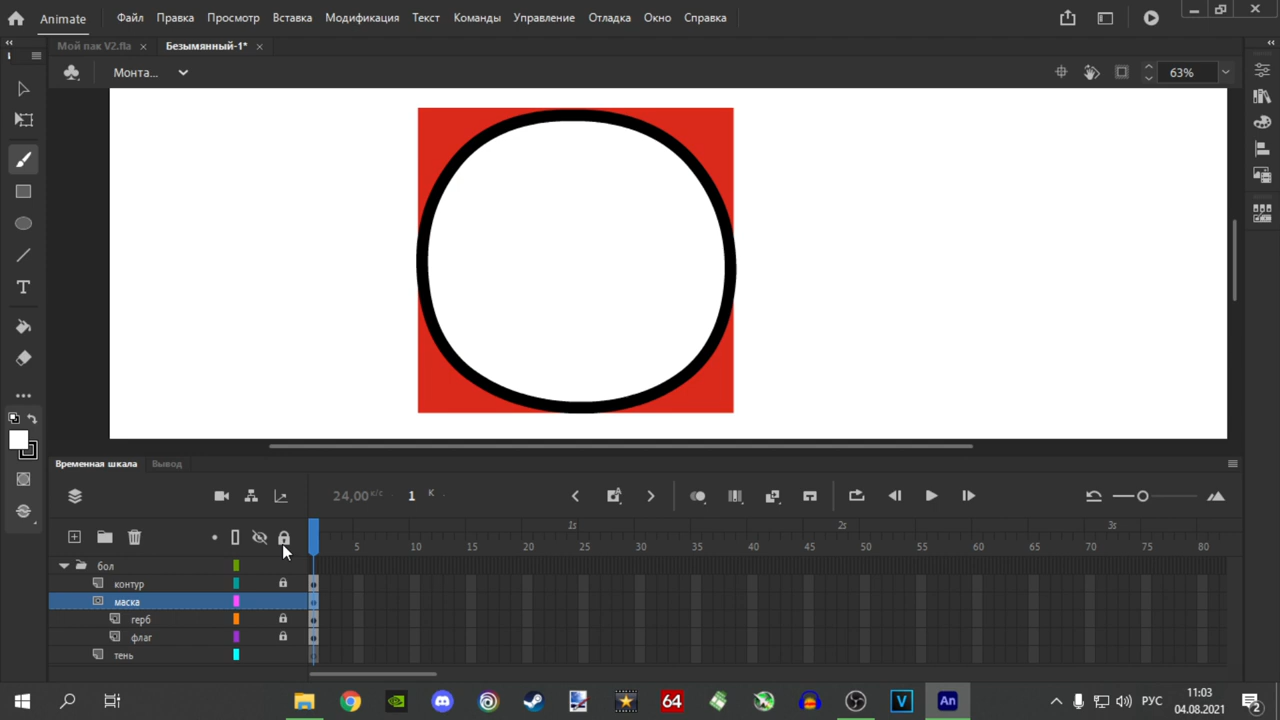 Animate Файл Правка Просмотр Вставка Модификация Текст Команды Управление Отладка Окно Справка
Мой пак V2.fla × Безымянный-1* ×
Монта... 63%
T
Временная шкала Вывод
24,00 к/с 1 К
1s 2s 3s
5 10 15 20 25 30 35 40 45 50 55 60 65 70 75 80
бол
контур
маска
герб
флаг
тень
64 V An РУС 11:03
04.08.2021 2